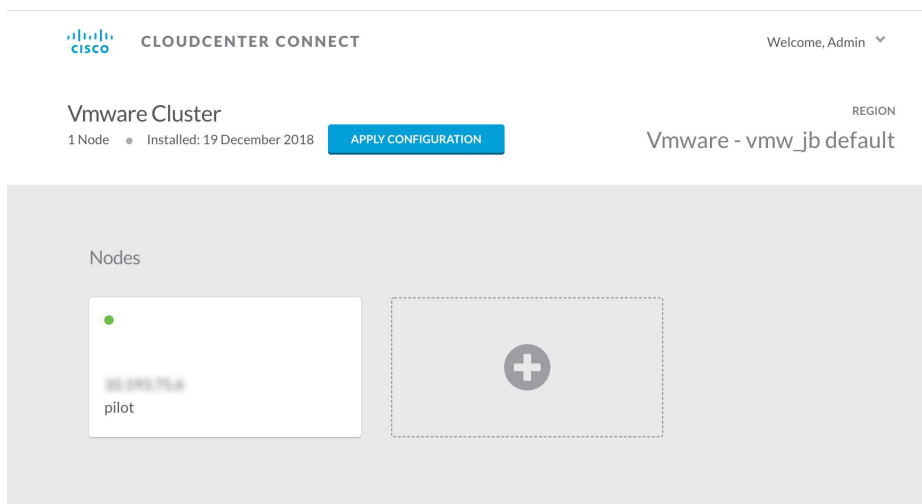 CISCO CLOUDCENTER CONNECT
Welcome, Admin
Vmware Cluster
1 Node • Installed: 19 December 2018 APPLY CONFIGURATION
REGION
Vmware - vmw_jb default
Nodes
pilot